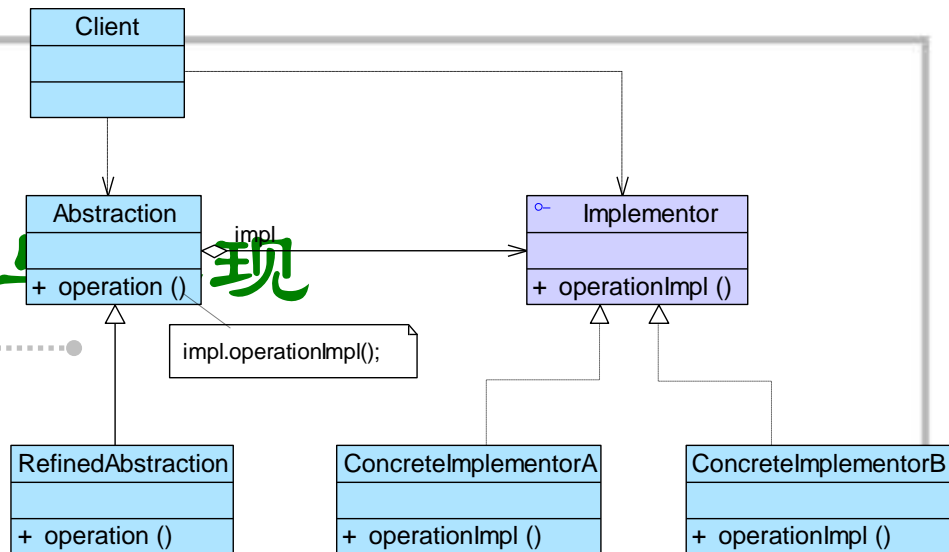 Client
Abstraction
+ operation ()
impl
Implementor
+ operationImpl ()
现
impl.operationImpl();
RefinedAbstraction
+ operation ()
ConcreteImplementorA
+ operationImpl ()
ConcreteImplementorB
+ operationImpl ()